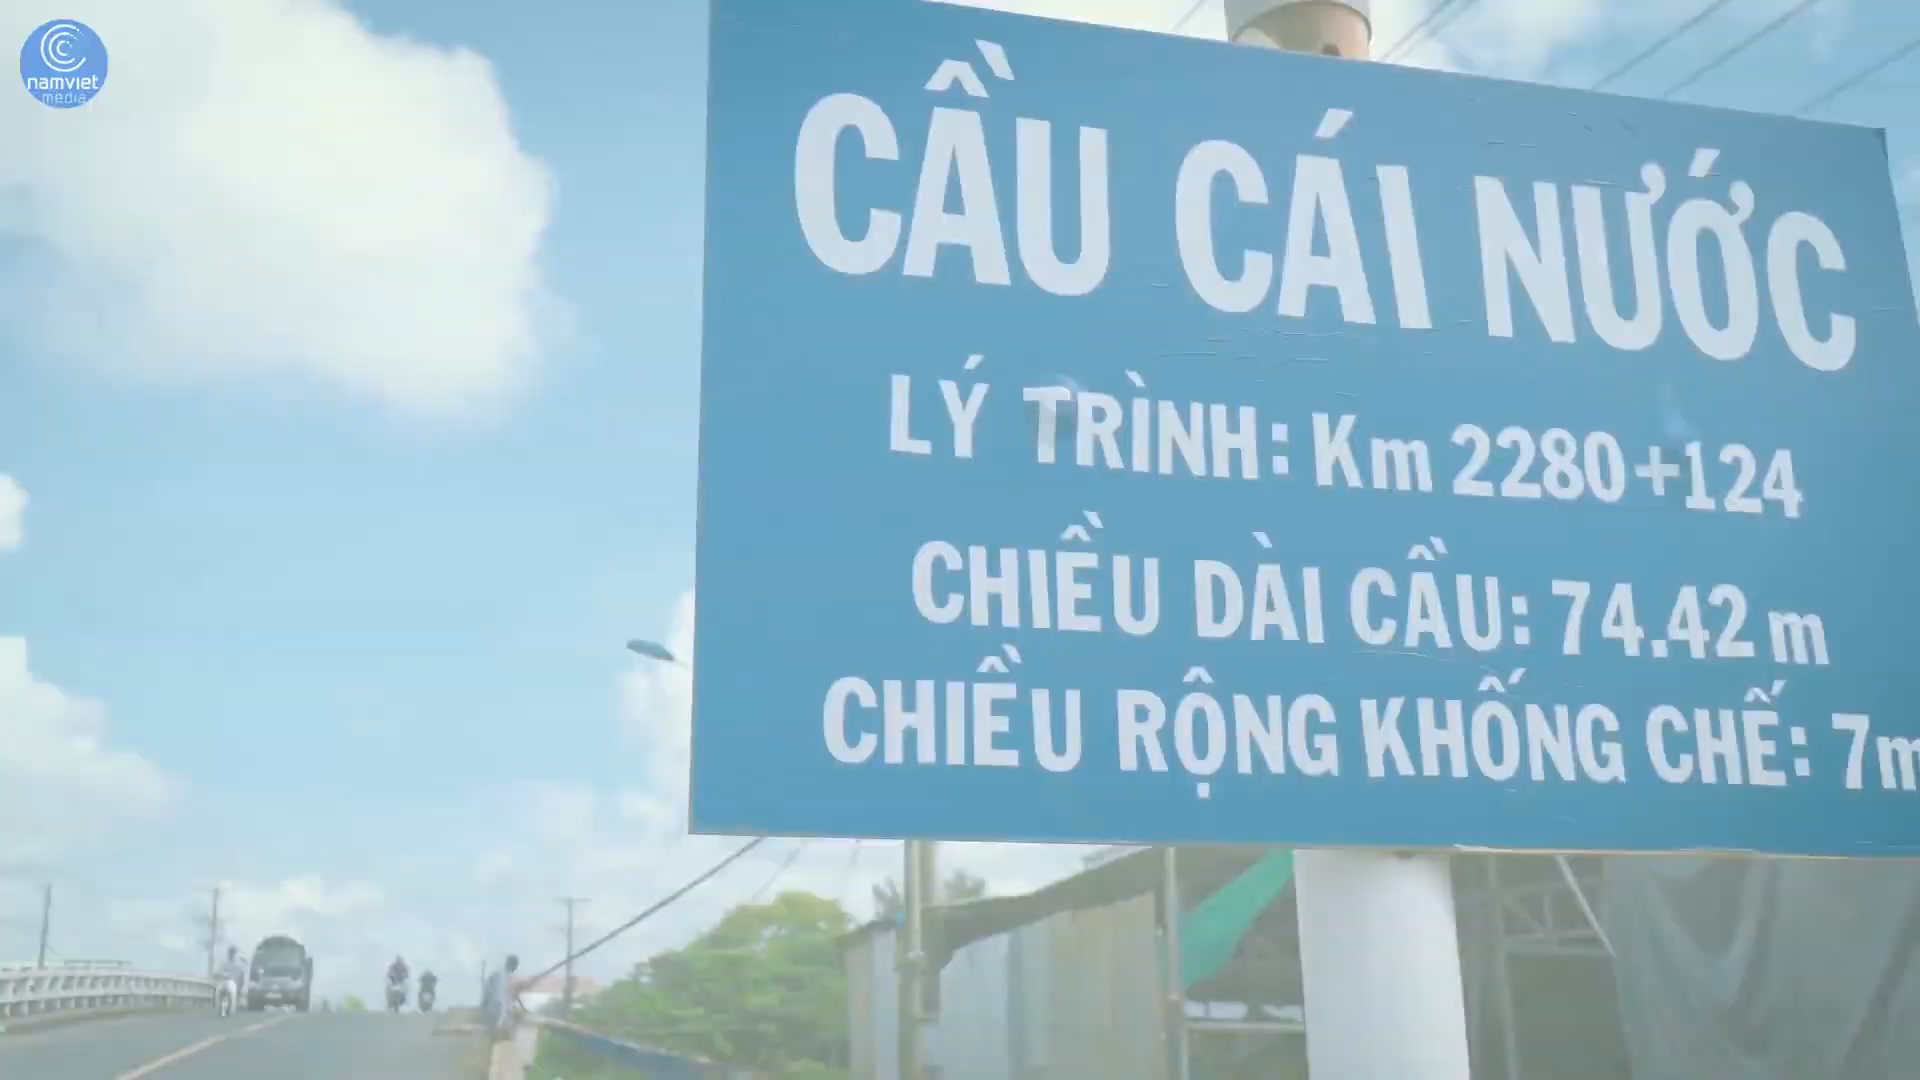 namviet
media
CẦU CÁI NƯỚC
LÝ TRÌNH: Km 2280+124
CHIỀU DÀI CẦU: 74.42 m
CHIỀU RỘNG KHỐNG CHẾ: 7m